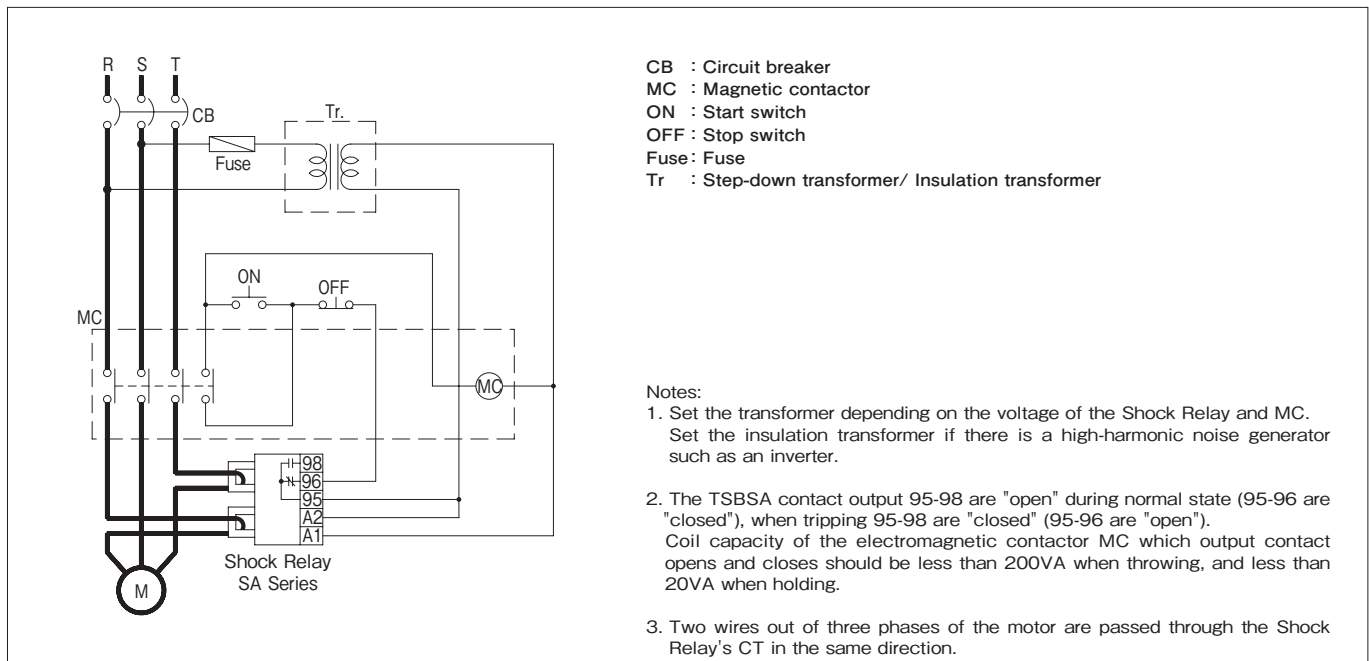 R S T
CB
Tr.
Fuse
ON
OFF
MC
MC
98
96
95
A2
A1
Shock Relay
SA Series
M
CB : Circuit breaker
MC : Magnetic contactor
ON : Start switch
OFF : Stop switch
Fuse : Fuse
Tr : Step-down transformer/ Insulation transformer
Notes:
1. Set the transformer depending on the voltage of the Shock Relay and MC.
Set the insulation transformer if there is a high-harmonic noise generator
such as an inverter.
2. The TSBSA contact output 95-98 are "open" during normal state (95-96 are
"closed"), when tripping 95-98 are "closed" (95-96 are "open").
Coil capacity of the electromagnetic contactor MC which output contact
opens and closes should be less than 200VA when throwing, and less than
20VA when holding.
3. Two wires out of three phases of the motor are passed through the Shock
Relay's CT in the same direction.